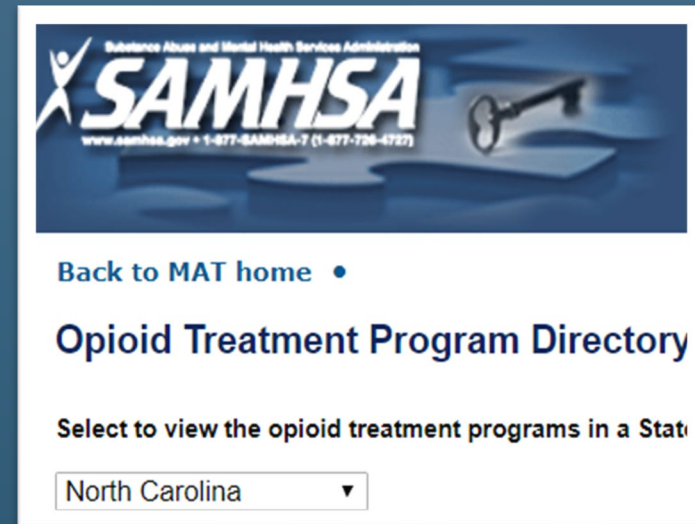 Substance Abuse and Mental Health Services Administration
SAMHSA
www.samhsa.gov • 1-877-SAMHSA-7 (1-877-726-4727)
Back to MAT home •
Opioid Treatment Program Directory
Select to view the opioid treatment programs in a State
North Carolina